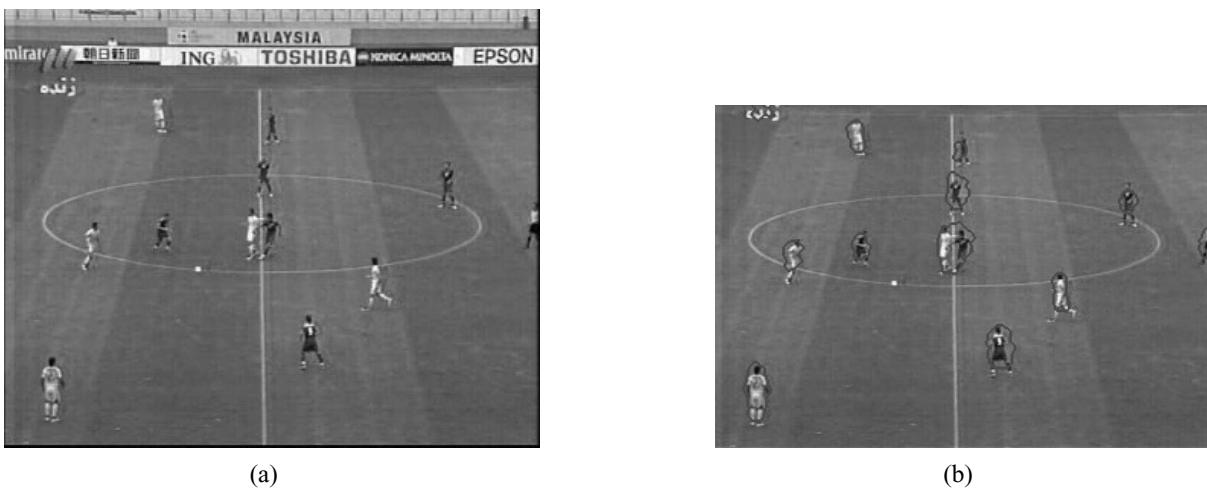 MALAYSIA
朝日新聞 ING TOSHIBA KONICA MINOLTA EPSON
زنده
(a) (b)